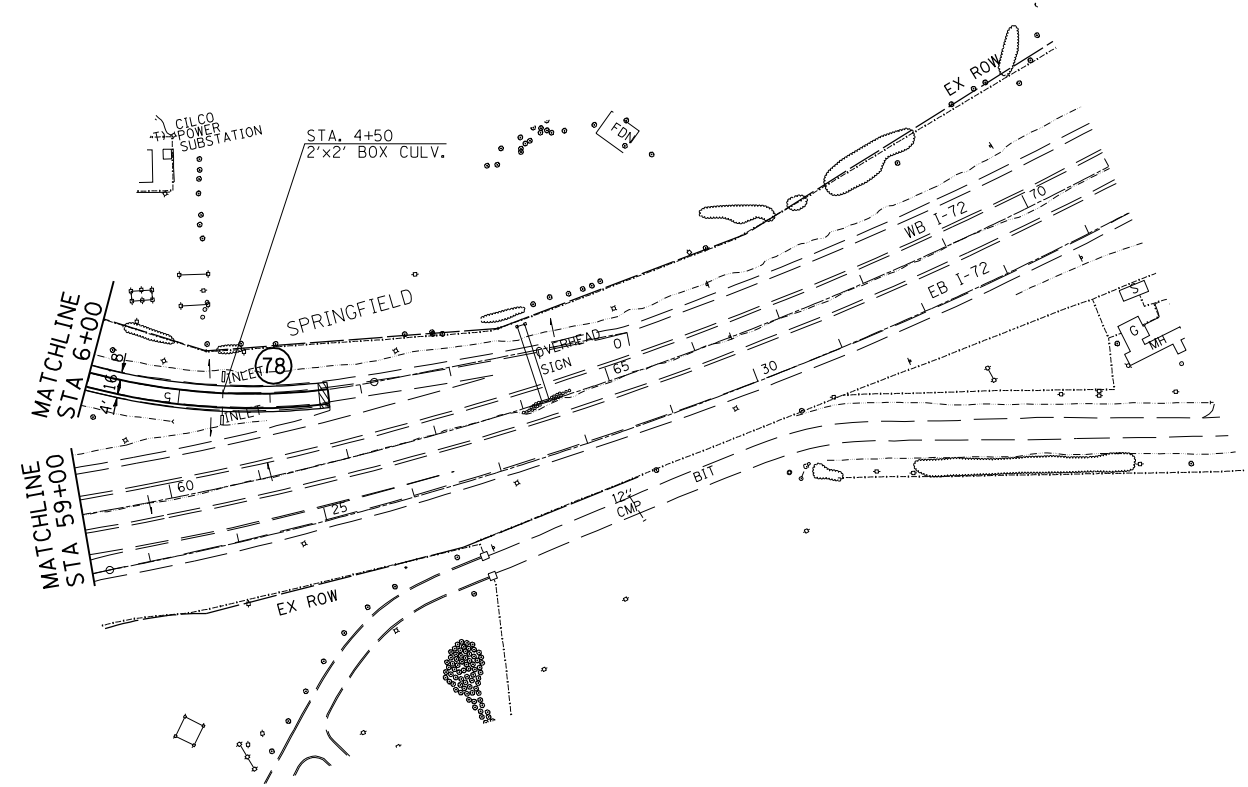 EX ROW
CILCO
POWER
SUBSTATION
STA. 4+50
2'x2' BOX CULV.
FDN
WB I-72
70
EB I-72
SPRINGFIELD
MATCHLINE
STA 6+00
8'
16'
4'
INLET
78
INLET
OVERHEAD
SIGN
0
65
30
S
G
MH
MATCHLINE
STA 59+00
60
25
12"
CMP
BIT
EX ROW